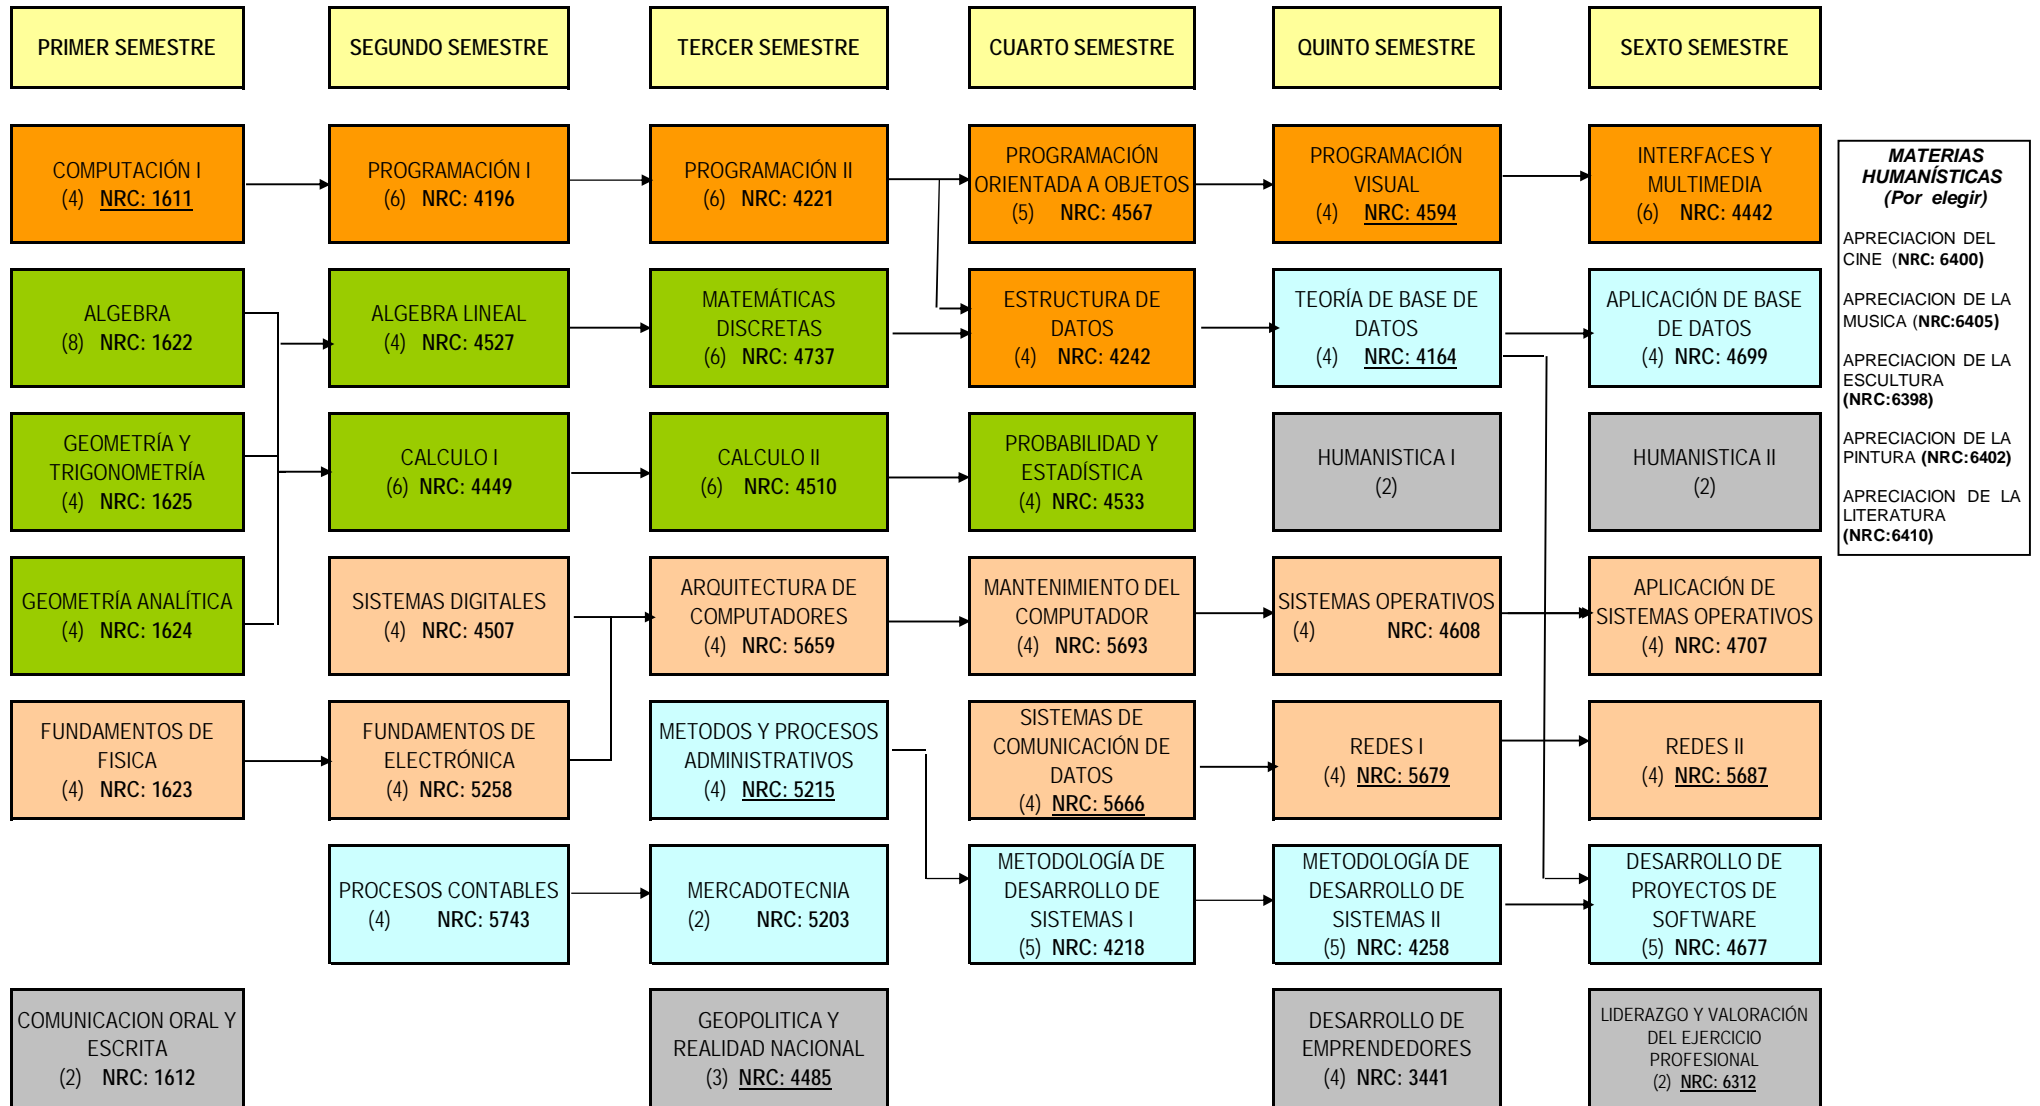 PRIMER SEMESTRE
SEGUNDO SEMESTRE
TERCER SEMESTRE
CUARTO SEMESTRE
QUINTO SEMESTRE
SEXTO SEMESTRE
COMPUTACIÓN I
(4) NRC: 1611
PROGRAMACIÓN I
(6) NRC: 4196
PROGRAMACIÓN II
(6) NRC: 4221
PROGRAMACIÓN
ORIENTADA A OBJETOS
(5) NRC: 4567
PROGRAMACIÓN
VISUAL
(4) NRC: 4594
INTERFACES Y
MULTIMEDIA
(6) NRC: 4442
ALGEBRA
(8) NRC: 1622
ALGEBRA LINEAL
(4) NRC: 4527
MATEMÁTICAS
DISCRETAS
(6) NRC: 4737
ESTRUCTURA DE
DATOS
(4) NRC: 4242
TEORÍA DE BASE DE
DATOS
(4) NRC: 4164
APLICACIÓN DE BASE
DE DATOS
(4) NRC: 4699
GEOMETRÍA Y
TRIGONOMETRÍA
(4) NRC: 1625
CALCULO I
(6) NRC: 4449
CALCULO II
(6) NRC: 4510
PROBABILIDAD Y
ESTADÍSTICA
(4) NRC: 4533
HUMANISTICA I
(2)
HUMANISTICA II
(2)
GEOMETRÍA ANALÍTICA
(4) NRC: 1624
SISTEMAS DIGITALES
(4) NRC: 4507
ARQUITECTURA DE
COMPUTADORES
(4) NRC: 5659
MANTENIMIENTO DEL
COMPUTADOR
(4) NRC: 5693
SISTEMAS OPERATIVOS
(4) NRC: 4608
APLICACIÓN DE
SISTEMAS OPERATIVOS
(4) NRC: 4707
FUNDAMENTOS DE
FISICA
(4) NRC: 1623
FUNDAMENTOS DE
ELECTRÓNICA
(4) NRC: 5258
METODOS Y PROCESOS
ADMINISTRATIVOS
(4) NRC: 5215
SISTEMAS DE
COMUNICACIÓN DE
DATOS
(4) NRC: 5666
REDES I
(4) NRC: 5679
REDES II
(4) NRC: 5687
PROCESOS CONTABLES
(4) NRC: 5743
MERCADOTECNIA
(2) NRC: 5203
METODOLOGÍA DE
DESARROLLO DE
SISTEMAS I
(5) NRC: 4218
METODOLOGÍA DE
DESARROLLO DE
SISTEMAS II
(5) NRC: 4258
DESARROLLO DE
PROYECTOS DE
SOFTWARE
(5) NRC: 4677
COMUNICACION ORAL Y
ESCRITA
(2) NRC: 1612
GEOPOLITICA Y
REALIDAD NACIONAL
(3) NRC: 4485
DESARROLLO DE
EMPRENDEDORES
(4) NRC: 3441
LIDERAZGO Y VALORACIÓN
DEL EJERCICIO
PROFESIONAL
(2) NRC: 6312
MATERIAS
HUMANÍSTICAS
(Por elegir)
APRECIACION DEL
CINE (NRC: 6400)
APRECIACION DE LA
MUSICA (NRC:6405)
APRECIACION DE LA
ESCULTURA
(NRC:6398)
APRECIACION DE LA
PINTURA (NRC:6402)
APRECIACION DE LA
LITERATURA
(NRC:6410)